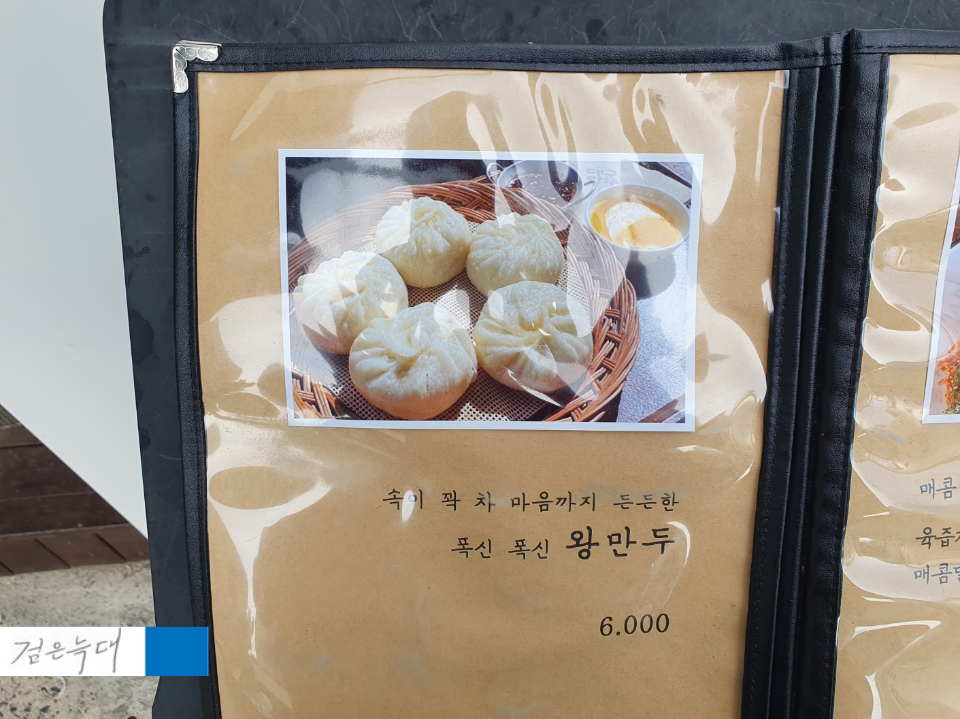 속이 꽉 차 마음까지 든든한
폭신 폭신 왕만두
6.000
매콤
육즙
매콤달
검은늑대